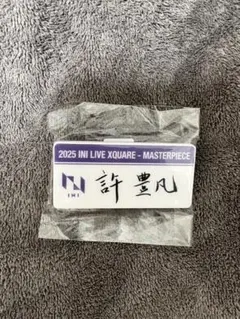 2025 INI LIVE XQUARE - MASTERPIECE
許豊凡
INI